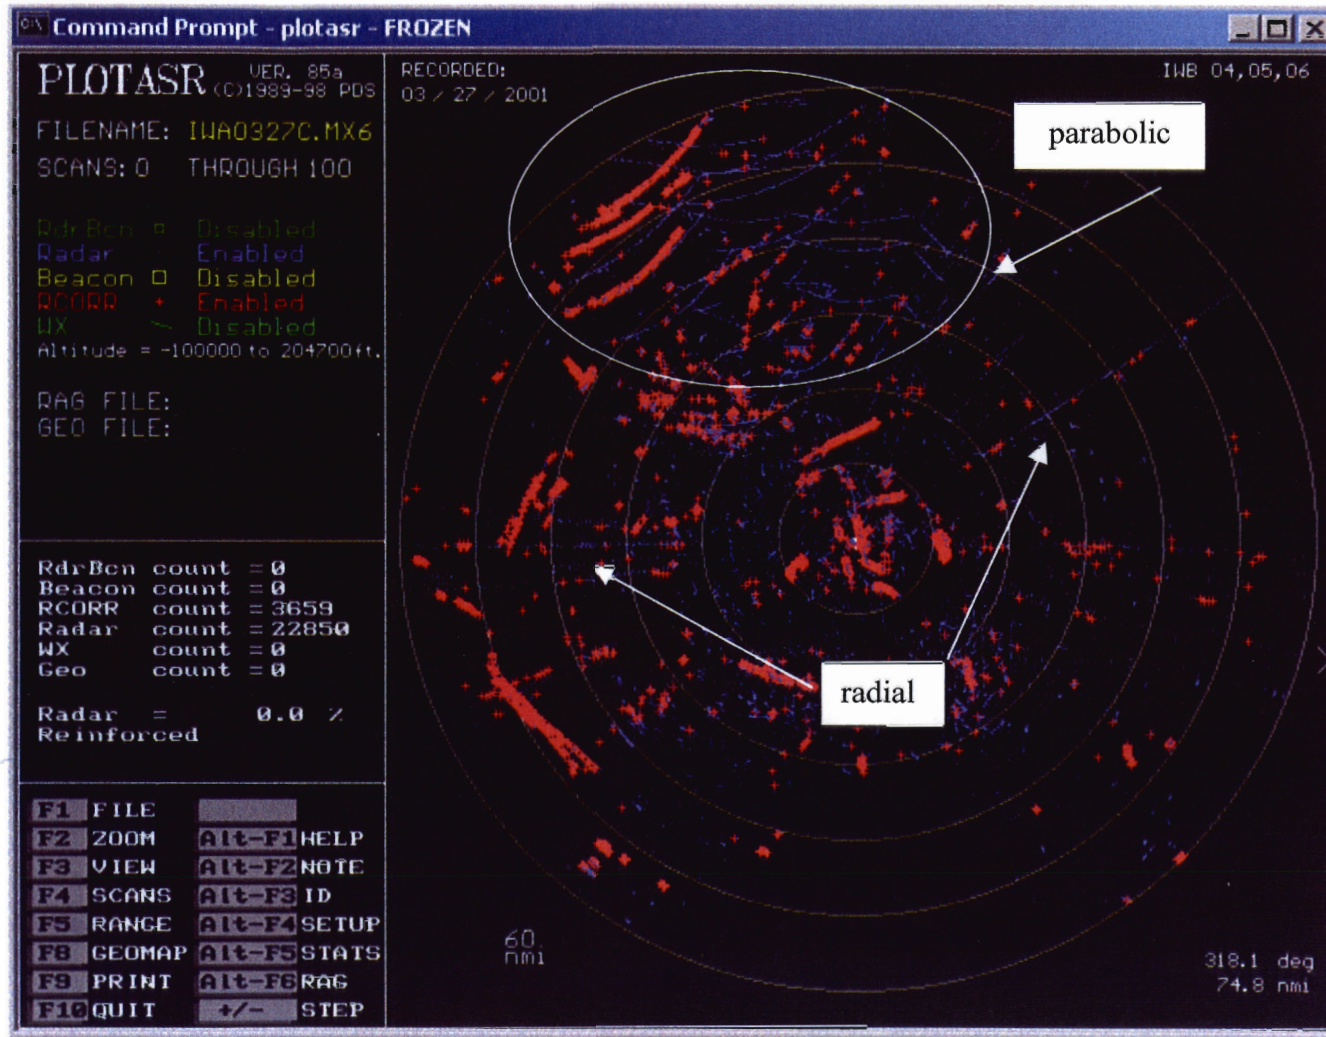 Command Prompt - plotasr - FROZEN
PLOTASR VER. 85a
(C)1989-98 PDS
FILENAME: IWA0327C.MX6
SCANS: 0 THROUGH 100
RdrBcn Disabled
Radar Enabled
Beacon Disabled
RCORR + Enabled
WX Disabled
Altitude = -100000 to 204700ft.
RAG FILE:
GEO FILE:
RdrBcn count =0
Beacon count =0
RCORR count =3659
Radar count =22850
WX count =0
Geo count =0
Radar = 0.0 %
Reinforced
F1 FILE
F2 ZOOM Alt-F1 HELP
F3 VIEW Alt-F2 NOTE
F4 SCANS Alt-F3 ID
F5 RANGE Alt-F4 SETUP
F8 GEOMAP Alt-F5 STATS
F9 PRINT Alt-F6 RAG
F10 QUIT +/- STEP
RECORDED:
03 / 27 / 2001
IWB 04,05,06
parabolic
radial
60.
nmi
318.1 deg
74.8 nmi